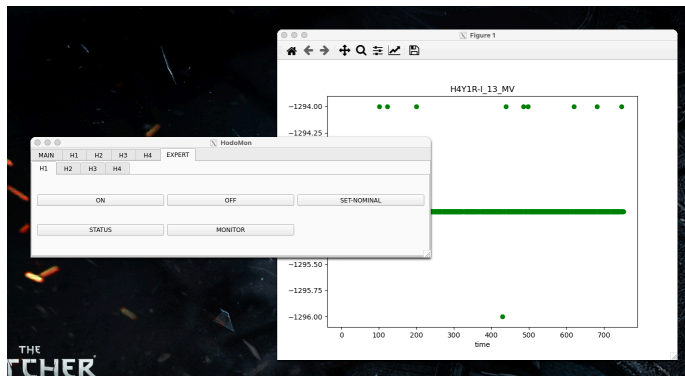 Figure 1
H4Y1R-I_13_MV
−1294.00
−1294.25
HodoMon
MAIN H1 H2 H3 H4 EXPERT
H1 H2 H3 H4
ON OFF SET-NOMINAL
STATUS MONITOR
−1295.50
−1295.75
−1296.00
0 100 200 300 400 500 600 700
time
THE